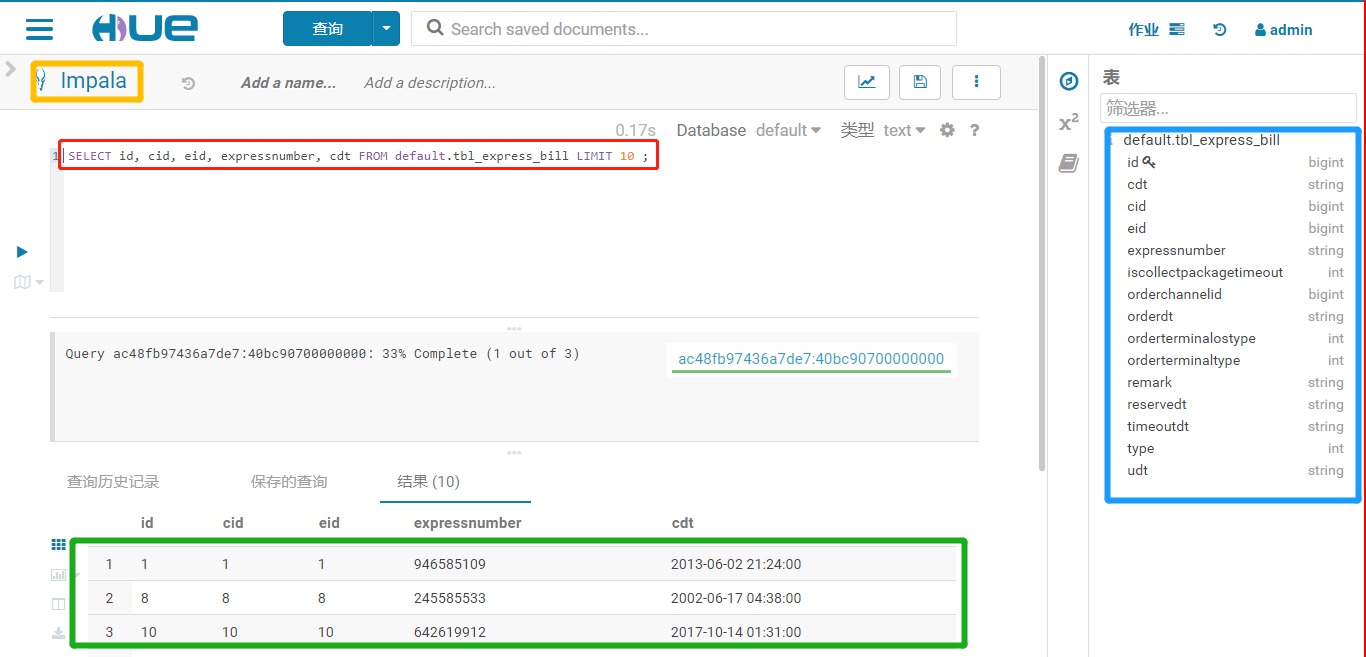 HUE
查询
Search saved documents...
作业
admin
Impala
Add a name...
Add a description...
0.17s
Database default
类型 text
?
1 SELECT id, cid, eid, expressnumber, cdt FROM default.tbl_express_bill LIMIT 10 ;
Query ac48fb97436a7de7:40bc90700000000: 33% Complete (1 out of 3)
ac48fb97436a7de7:40bc90700000000
查询历史记录
保存的查询
结果 (10)
id cid eid expressnumber cdt
1 1 1 1 946585109 2013-06-02 21:24:00
2 8 8 8 245585533 2002-06-17 04:38:00
3 10 10 10 642619912 2017-10-14 01:31:00
x²
表
筛选器...
default.tbl_express_bill
id bigint
cdt string
cid bigint
eid bigint
expressnumber string
iscollectpackagetimeout int
orderchannelid bigint
orderdt string
orderterminalostype int
orderterminaltype int
remark string
reservedt string
timeoutdt string
type int
udt string